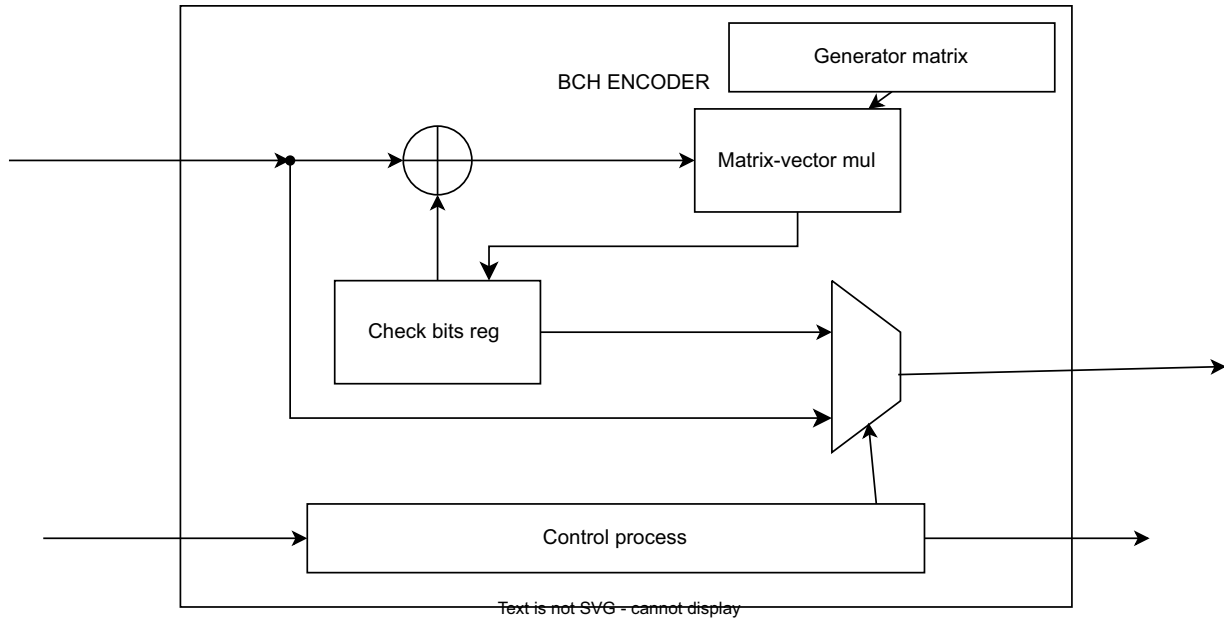 Generator matrix
BCH ENCODER
Matrix-vector mul
Check bits reg
Control process
Text is not SVG - cannot display